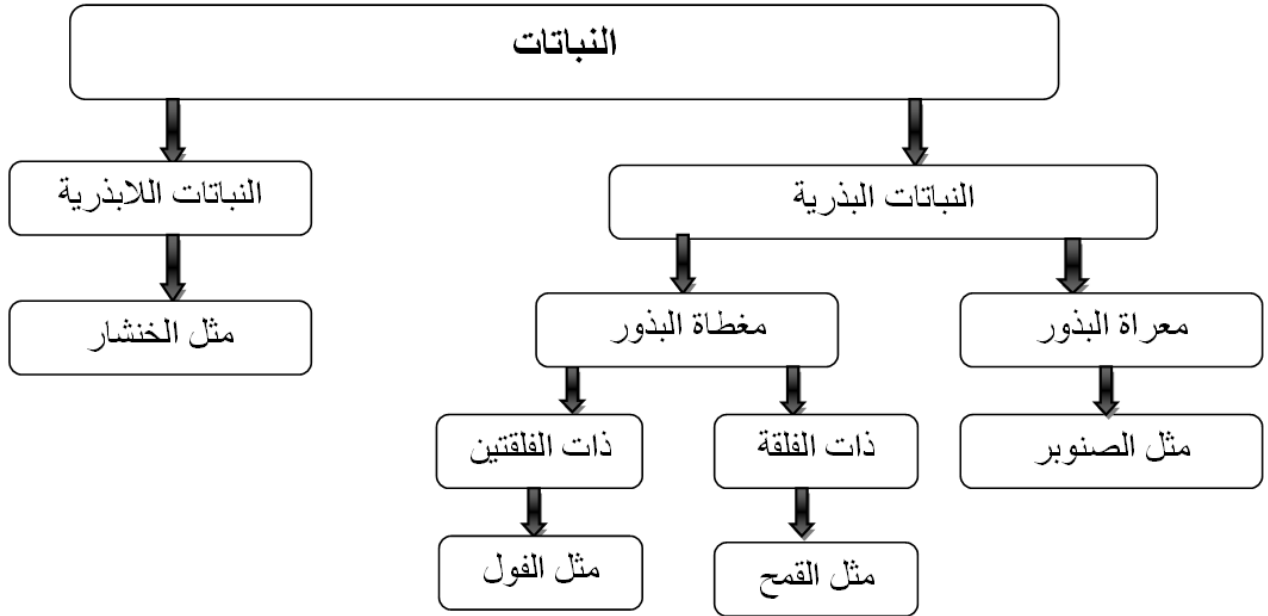 النباتات
النباتات البذرية
النباتات اللابذرية
معراة البذور
مغطاة البذور
مثل الخنشار
مثل الصنوبر
ذات الفلقة
ذات الفلقتين
مثل القمح
مثل الفول